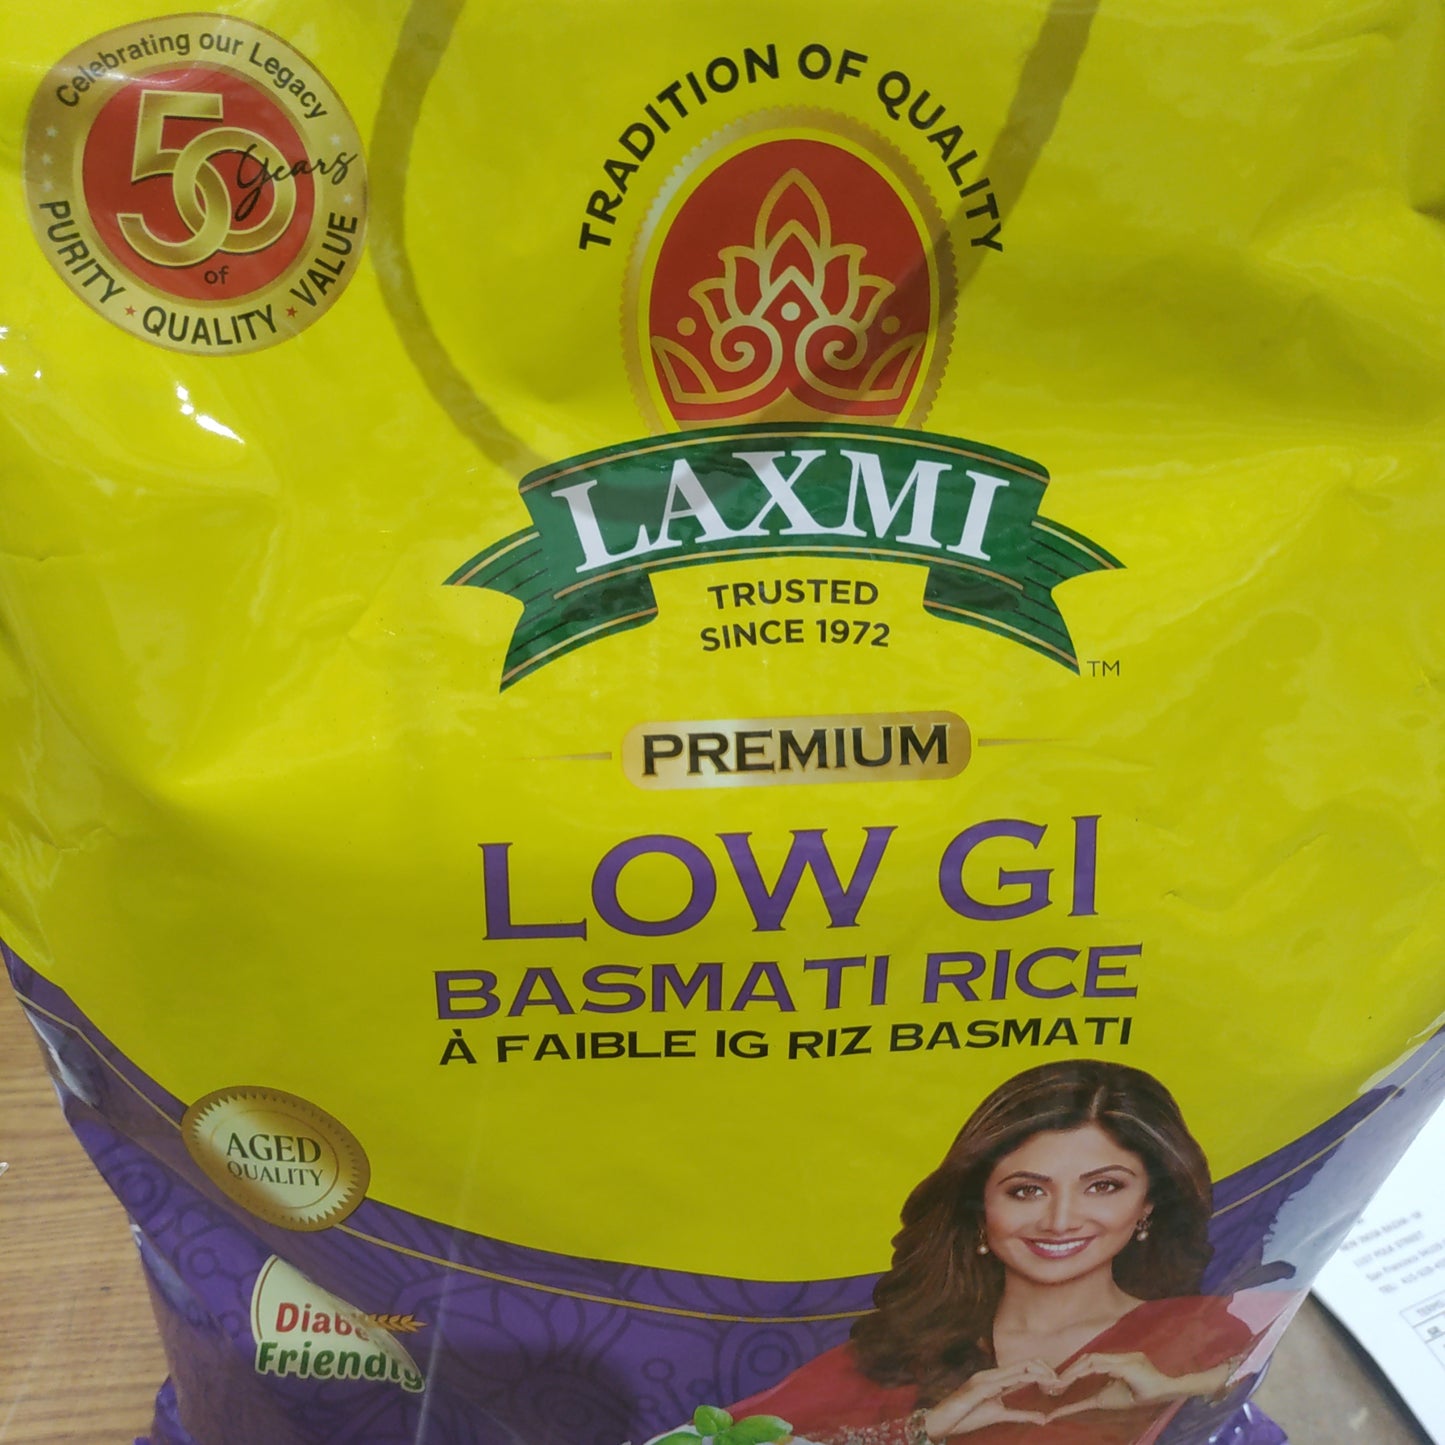 Celebrating our Legacy
50 Years
of
PURITY • QUALITY • VALUE
TRADITION OF QUALITY
LAXMI
TRUSTED
SINCE 1972
TM
PREMIUM
LOW GI
BASMATI RICE
À FAIBLE IG RIZ BASMATI
AGED
QUALITY
Friendly